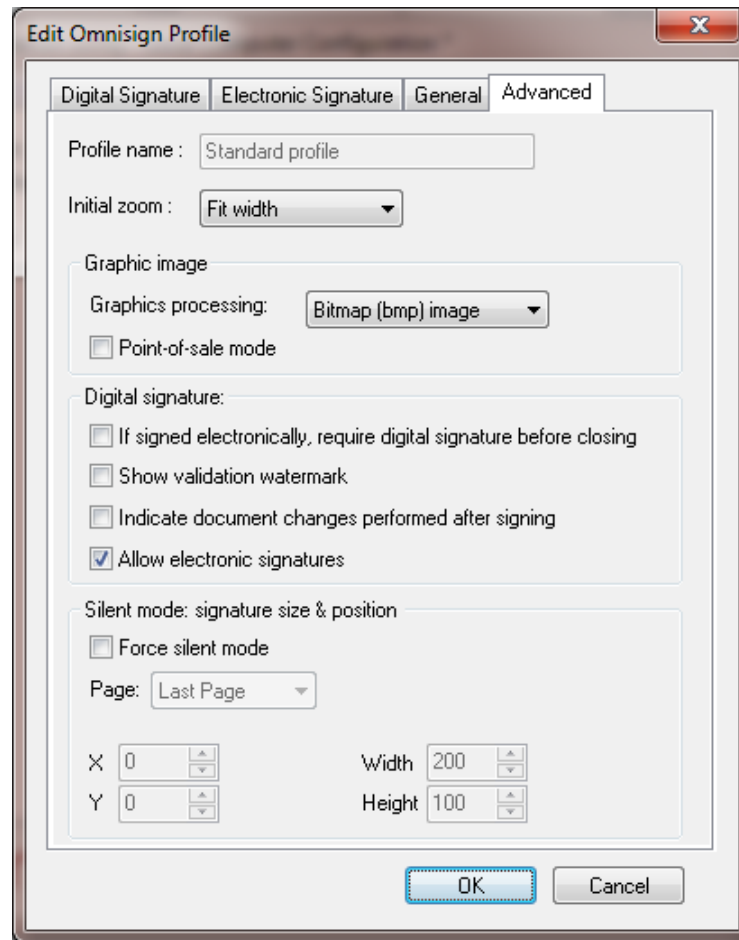 Edit Omnisign Profile
Digital Signature Electronic Signature General Advanced
Profile name : Standard profile
Initial zoom : Fit width
Graphic image
Graphics processing: Bitmap (bmp) image
Point-of-sale mode
Digital signature:
If signed electronically, require digital signature before closing
Show validation watermark
Indicate document changes performed after signing
Allow electronic signatures
Silent mode: signature size & position
Force silent mode
Page: Last Page
X 0 Width 200
Y 0 Height 100
OK Cancel